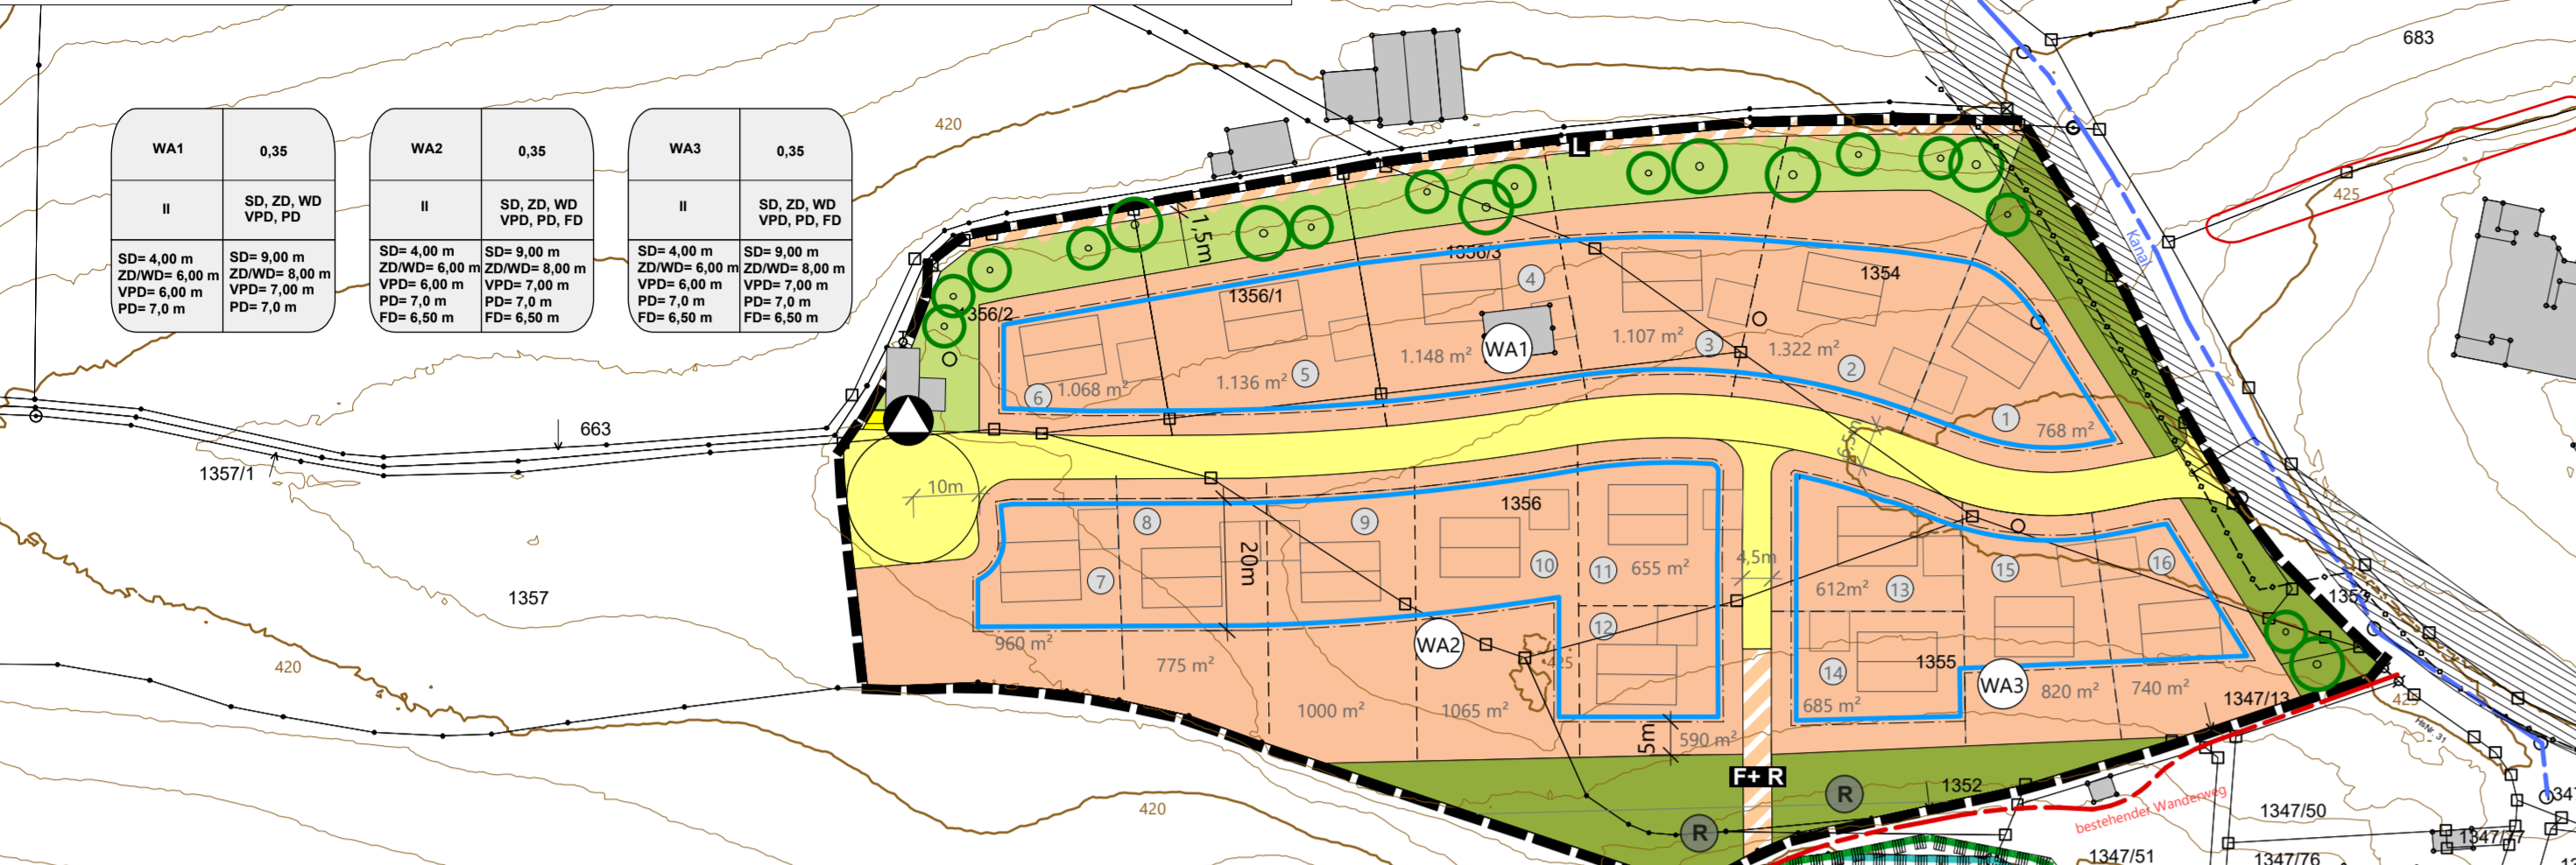 683
420
WA1
0,35
II
SD, ZD, WD
VPD, PD
SD= 4,00 m
ZD/WD= 6,00 m
VPD= 6,00 m
PD= 7,0 m
SD= 9,00 m
ZD/WD= 8,00 m
VPD= 7,00 m
PD= 7,0 m
WA2
0,35
II
SD, ZD, WD
VPD, PD, FD
SD= 4,00 m
ZD/WD= 6,00 m
VPD= 6,00 m
PD= 7,0 m
FD= 6,50 m
SD= 9,00 m
ZD/WD= 8,00 m
VPD= 7,00 m
PD= 7,0 m
FD= 6,50 m
WA3
0,35
II
SD, ZD, WD
VPD, PD, FD
SD= 4,00 m
ZD/WD= 6,00 m
VPD= 6,00 m
PD= 7,0 m
FD= 6,50 m
SD= 9,00 m
ZD/WD= 8,00 m
VPD= 7,00 m
PD= 7,0 m
FD= 6,50 m
L
425
Kanal
1,5m
1356/3
1354
1356/1
1356/2
4
3
2
5
6
1
1.148 m²
WA1
1.107 m²
1.322 m²
1.136 m²
1.068 m²
768 m²
663
1357/1
6,5m
10m
1356
8
9
20m
7
10
11
655 m²
4,5m
612m²
13
15
16
1357
12
WA2
425
960 m²
775 m²
420
14
1355
WA3
820 m²
740 m²
685 m²
1000 m²
1065 m²
5m
590 m²
1347/13
HsNr. 31
F+ R
R
R
1352
bestehender Wanderweg
420
1347/50
1347/51
1347/76